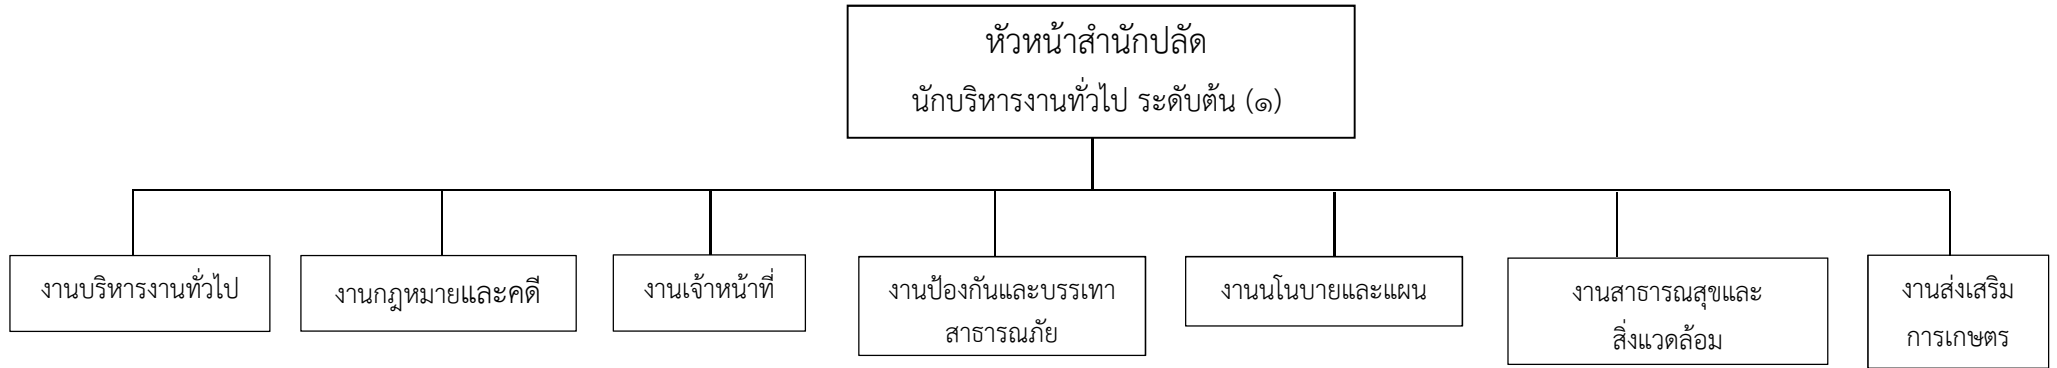 หัวหน้าสำนักปลัด
นักบริหารงานทั่วไป ระดับต้น (๑)
งานบริหารงานทั่วไป
งานกฎหมายและคดี
งานเจ้าหน้าที่
งานป้องกันและบรรเทา
สาธารณภัย
งานนโนบายและแผน
งานสาธารณสุขและ
สิ่งแวดล้อม
งานส่งเสริม
การเกษตร